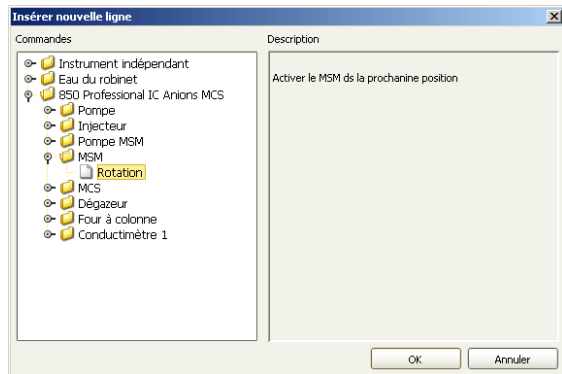 Insérer nouvelle ligne
Commandes
Description
Instrument indépendant
Eau du robinet
850 Professional IC Anions MCS
Pompe
Injecteur
Pompe MSM
MSM
Rotation
MCS
Dégazeur
Four à colonne
Conductimètre 1
Activer le MSM ds la prochanine position
OK
Annuler